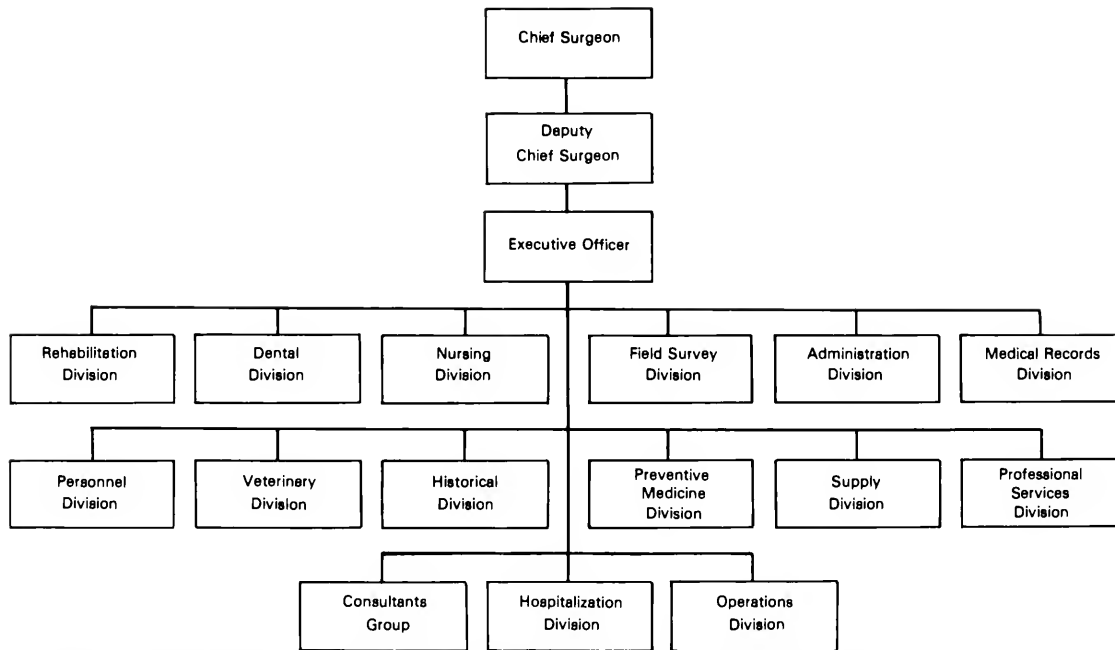 Chief Surgeon
Deputy
Chief Surgeon
Executive Officer
Rehabilitation
Division
Dental
Division
Nursing
Division
Field Survey
Division
Administration
Division
Medical Records
Division
Personnel
Division
Veterinary
Division
Historical
Division
Preventive
Medicine
Division
Supply
Division
Professional
Services
Division
Consultants
Group
Hospitalization
Division
Operations
Division